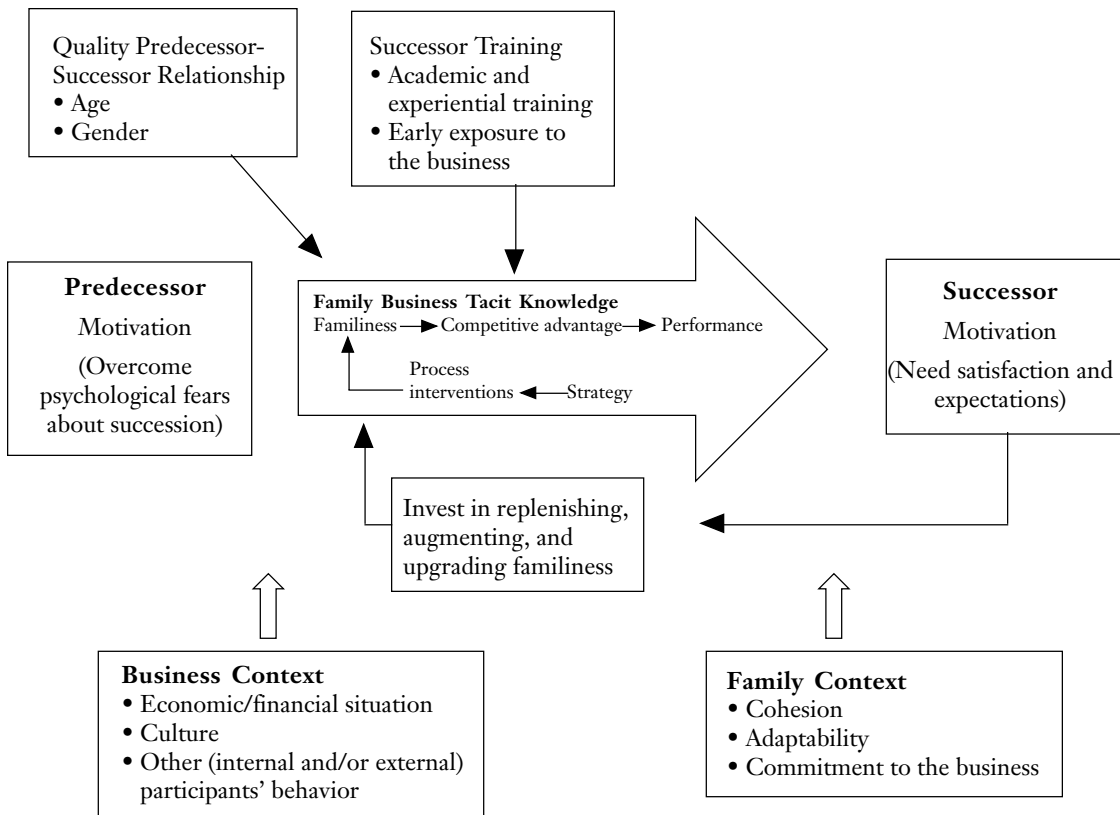 Quality Predecessor-
Successor Relationship
• Age
• Gender
Successor Training
• Academic and
experiential training
• Early exposure to
the business
Predecessor
Motivation
(Overcome
psychological fears
about succession)
Family Business Tacit Knowledge
Familiness Competitive advantage Performance
Process
interventions Strategy
Successor
Motivation
(Need satisfaction and
expectations)
Invest in replenishing,
augmenting, and
upgrading familiness
Business Context
• Economic/financial situation
• Culture
• Other (internal and/or external)
participants’ behavior
Family Context
• Cohesion
• Adaptability
• Commitment to the business